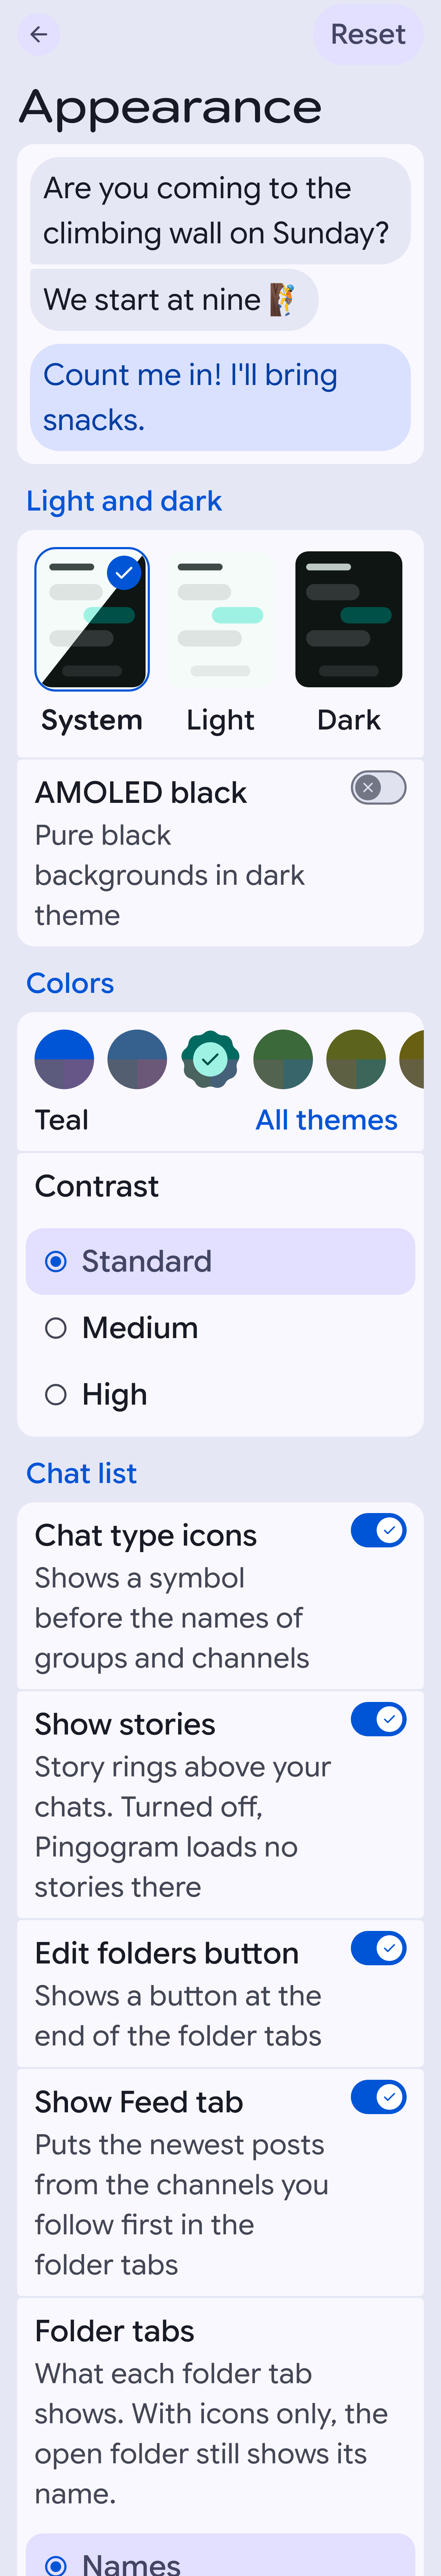 Reset
Appearance
Are you coming to the
climbing wall on Sunday?
We start at nine 🧗
Count me in! I'll bring
snacks.
Light and dark
System
Light
Dark
AMOLED black
Pure black
backgrounds in dark
theme
Colors
Teal
All themes
Contrast
Standard
Medium
High
Chat list
Chat type icons
Shows a symbol
before the names of
groups and channels
Show stories
Story rings above your
chats. Turned off,
Pingogram loads no
stories there
Edit folders button
Shows a button at the
end of the folder tabs
Show Feed tab
Puts the newest posts
from the channels you
follow first in the
folder tabs
Folder tabs
What each folder tab
shows. With icons only, the
open folder still shows its
name.
Names